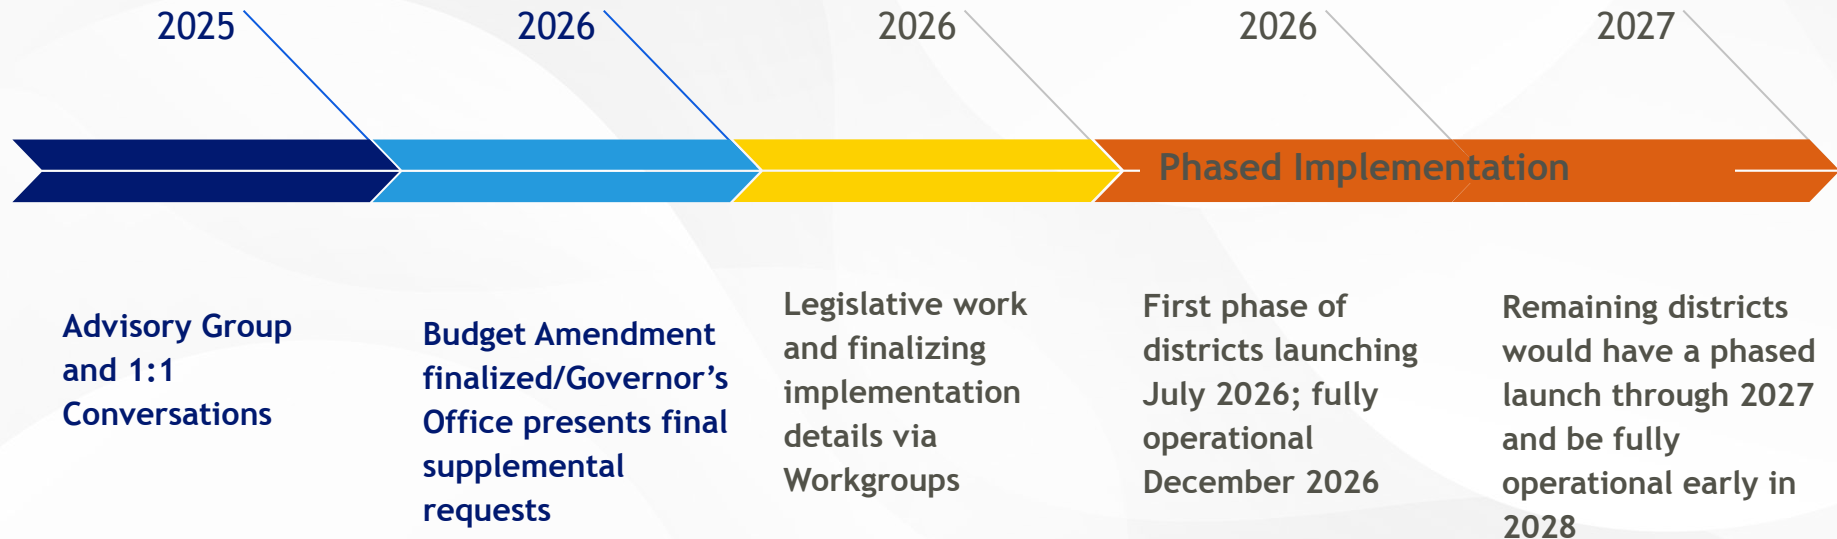 2025
2026
2026
2026
2027
Phased Implementation
Advisory Group
and 1:1
Conversations
Budget Amendment
finalized/Governor’s
Office presents final
supplemental
requests
Legislative work
and finalizing
implementation
details via
Workgroups
First phase of
districts launching
July 2026; fully
operational
December 2026
Remaining districts
would have a phased
launch through 2027
and be fully
operational early in
2028